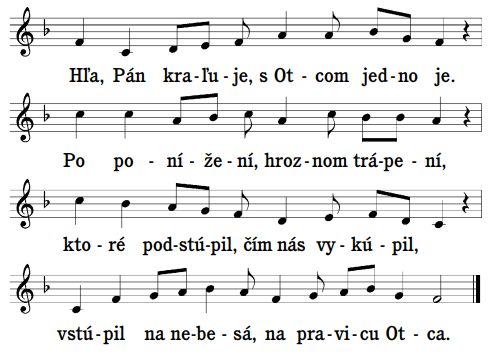 Hľa, Pán kra-ľu-je, s Ot-com jed-no je.
Po po-ní-že-ní, hroz-nom trá-pe-ní,
kto-ré pod-stú-pil, čím nás vy-kú-pil,
vstú-pil na ne-be-sá, na pra-vi-cu Ot-ca.